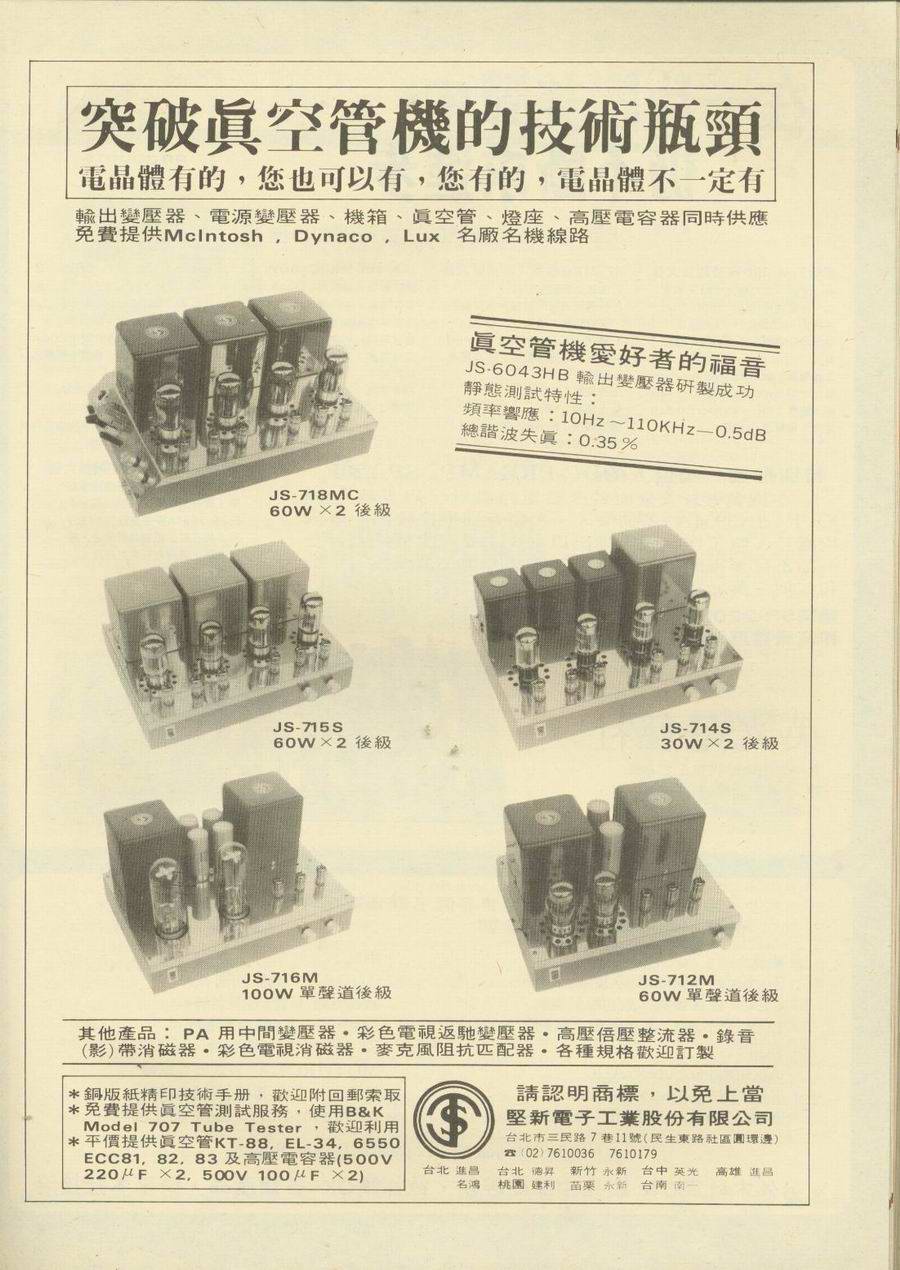 突破眞空管機的技術瓶頸
電晶體有的，您也可以有，您有的，電晶體不一定有
輸出變壓器、電源變壓器、機箱、眞空管、燈座、高壓電容器同時供應
免費提供McIntosh , Dynaco , Lux 名廠名機線路
眞空管機愛好者的福音
JS-6043HB 輸出變壓器研製成功
靜態測試特性：
頻率響應：10Hz～110KHz—0.5dB
總諧波失眞：0.35％
JS-718MC
60W×2 後級
JS-715S
60W×2 後級
JS-714S
30W×2 後級
JS-716M
100W 單聲道後級
JS-712M
60W 單聲道後級
其他產品： PA 用中間變壓器・彩色電視返馳變壓器・高壓倍壓整流器・錄音
(影)帶消磁器・彩色電視消磁器・麥克風阻抗匹配器・各種規格歡迎訂製
＊銅版紙精印技術手册，歡迎附回郵索取
＊免費提供眞空管測試服務，使用B&K
Model 707 Tube Tester ，歡迎利用
＊平價提供眞空管KT-88, EL-34, 6550
ECC81, 82, 83 及高壓電容器(500V
220μF ×2, 500V 100μF ×2)
請認明商標，以免上當
堅新電子工業股份有限公司
台北市三民路7巷11號(民生東路社區圓環邊)
☎(02)7610036 7610179
台北 進昌 台北 德昇 新竹 永新 台中 英光 高雄 進昌
名鴻 桃園 建利 苗栗 永新 台南 南一